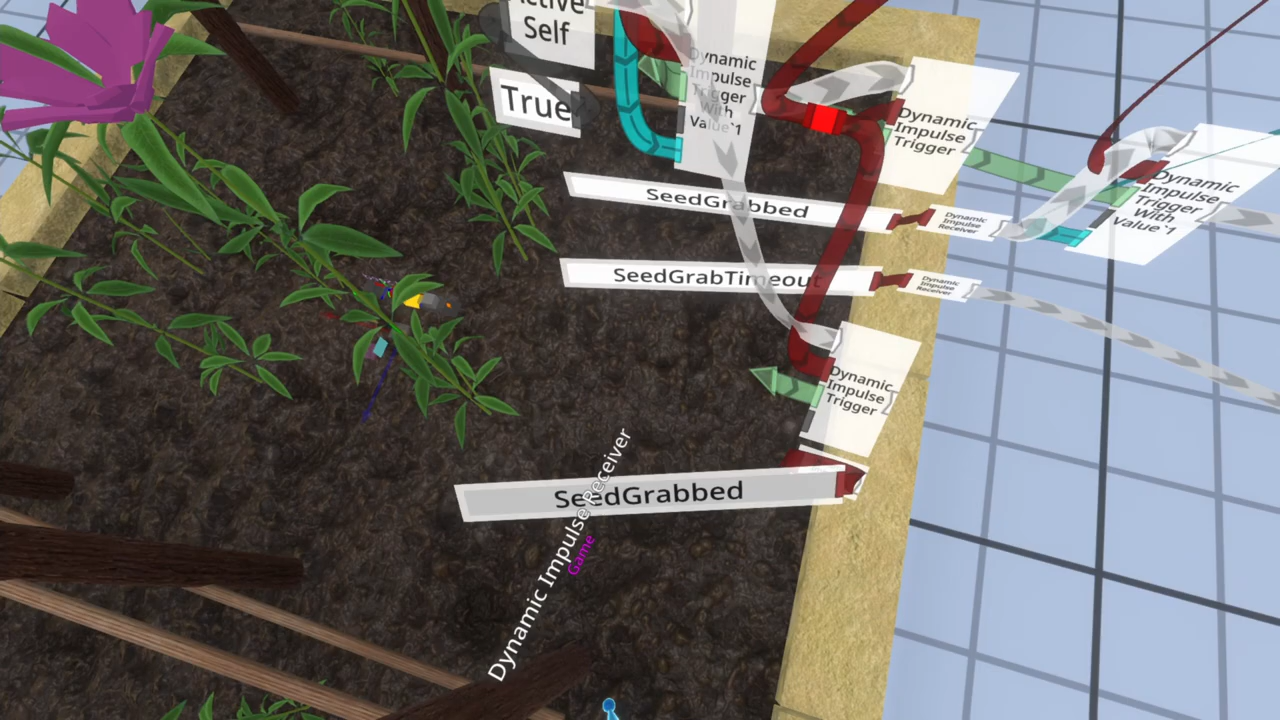 Active
Self
True
Dynamic
Impulse
Trigger
With
Value`1
Dynamic
Impulse
Trigger
Dynamic
Impulse
Trigger
With
Value`1
SeedGrabbed
Dynamic
Impulse
Receiver
SeedGrabTimeout
Dynamic
Impulse
Receiver
Dynamic
Impulse
Trigger
SeedGrabbed
Dynamic Impulse Receiver
Game